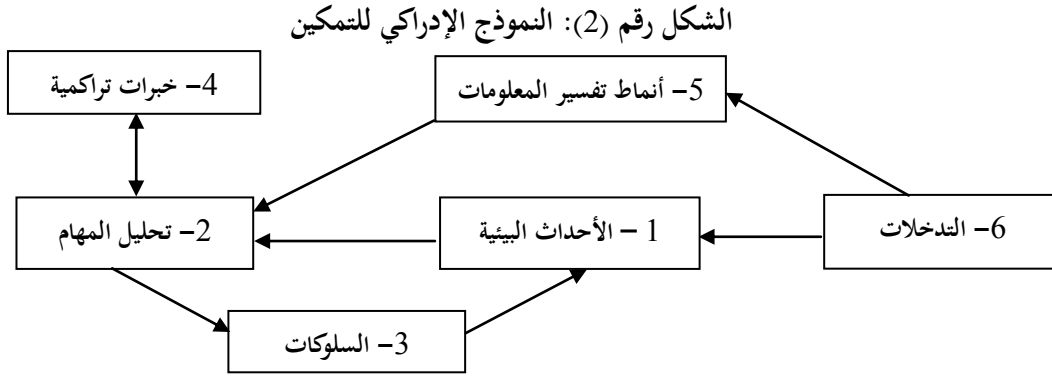 الشكل رقم (2): النموذج الإدراكي للتمكين
4- خبرات تراكمية
5- أنماط تفسير المعلومات
6- التدخلات
1 – الأحداث البيئية
2- تحليل المهام
3- السلوكات